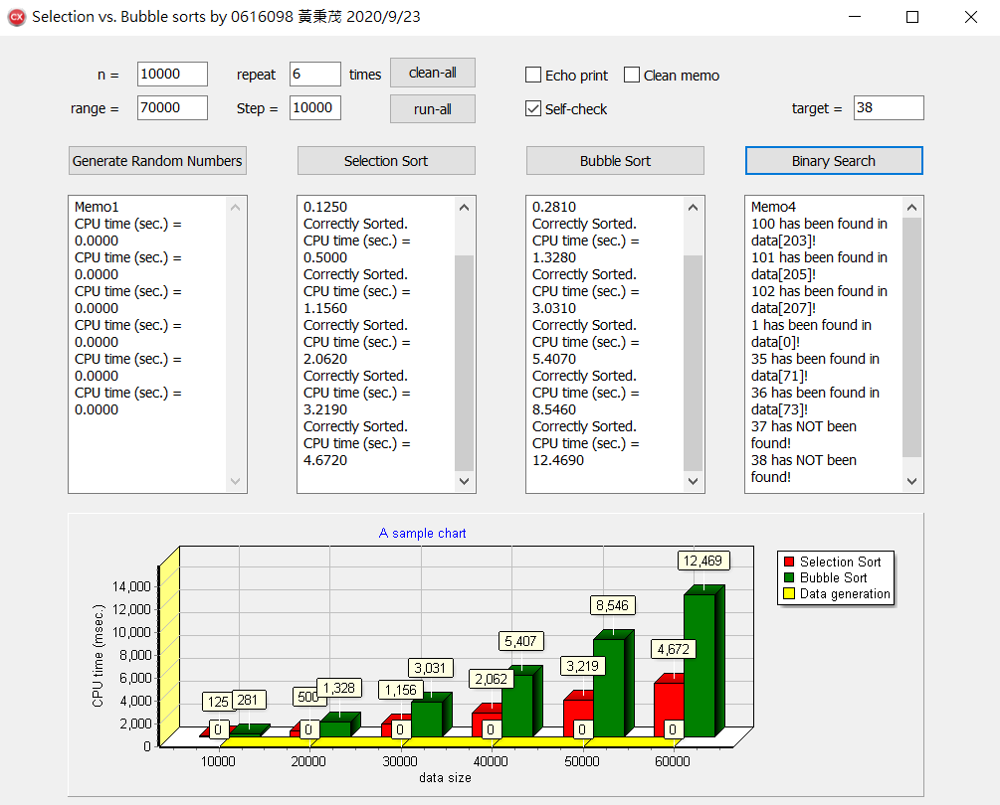 Selection vs. Bubble sorts by 0616098 黃秉茂 2020/9/23
n = 10000 repeat 6 times clean-all Echo print Clean memo
range = 70000 Step = 10000 run-all Self-check target = 38
Generate Random Numbers Selection Sort Bubble Sort Binary Search
Memo1
CPU time (sec.) =
0.0000
CPU time (sec.) =
0.0000
CPU time (sec.) =
0.0000
CPU time (sec.) =
0.0000
CPU time (sec.) =
0.0000
CPU time (sec.) =
0.0000
0.1250
Correctly Sorted.
CPU time (sec.) =
0.5000
Correctly Sorted.
CPU time (sec.) =
1.1560
Correctly Sorted.
CPU time (sec.) =
2.0620
Correctly Sorted.
CPU time (sec.) =
3.2190
Correctly Sorted.
CPU time (sec.) =
4.6720
0.2810
Correctly Sorted.
CPU time (sec.) =
1.3280
Correctly Sorted.
CPU time (sec.) =
3.0310
Correctly Sorted.
CPU time (sec.) =
5.4070
Correctly Sorted.
CPU time (sec.) =
8.5460
Correctly Sorted.
CPU time (sec.) =
12.4690
Memo4
100 has been found in
data[203]!
101 has been found in
data[205]!
102 has been found in
data[207]!
1 has been found in
data[0]!
35 has been found in
data[71]!
36 has been found in
data[73]!
37 has NOT been
found!
38 has NOT been
found!
A sample chart
CPU time (msec.)
14,000
12,000
10,000
8,000
6,000
4,000
2,000
0
125 281 500 1,328 1,156 3,031 2,062 5,407 3,219 8,546 4,672 12,469
0 0 0 0 0 0
10000 20000 30000 40000 50000 60000
data size
Selection Sort
Bubble Sort
Data generation